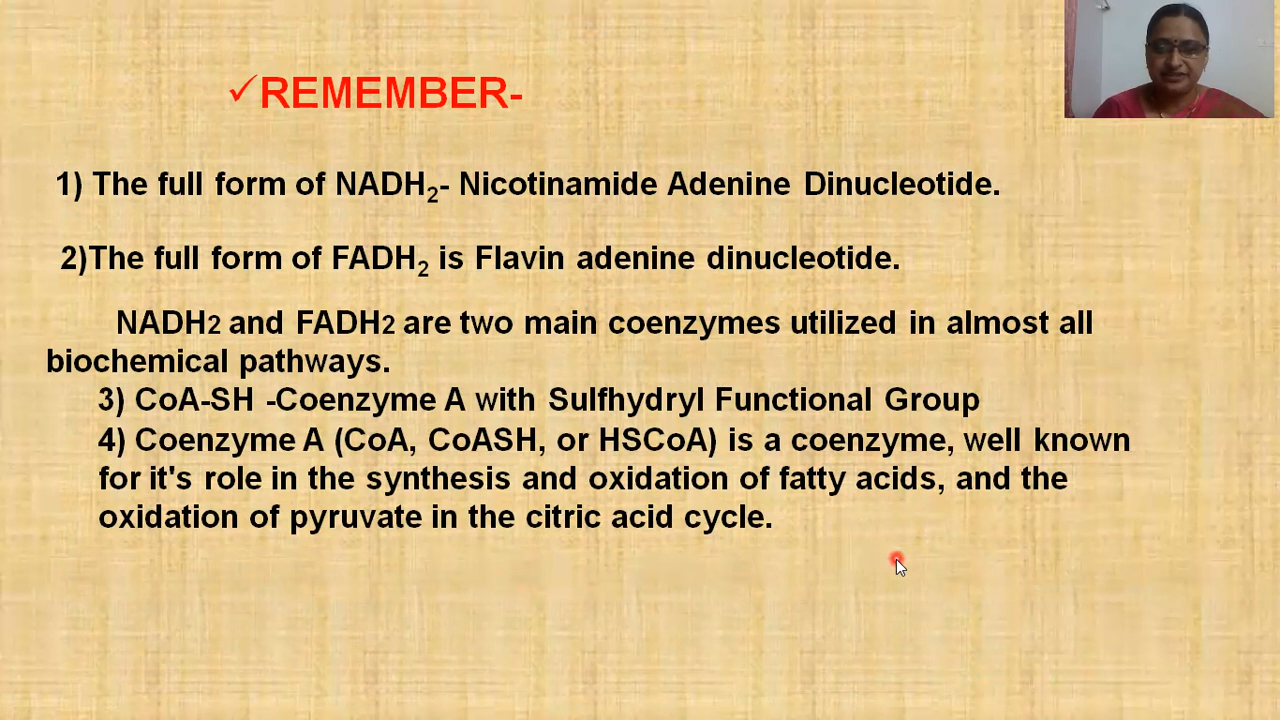 ✓REMEMBER-
1) The full form of NADH2- Nicotinamide Adenine Dinucleotide.
2)The full form of FADH2 is Flavin adenine dinucleotide.
NADH2 and FADH2 are two main coenzymes utilized in almost all
biochemical pathways.
3) CoA-SH -Coenzyme A with Sulfhydryl Functional Group
4) Coenzyme A (CoA, CoASH, or HSCoA) is a coenzyme, well known
for it's role in the synthesis and oxidation of fatty acids, and the
oxidation of pyruvate in the citric acid cycle.